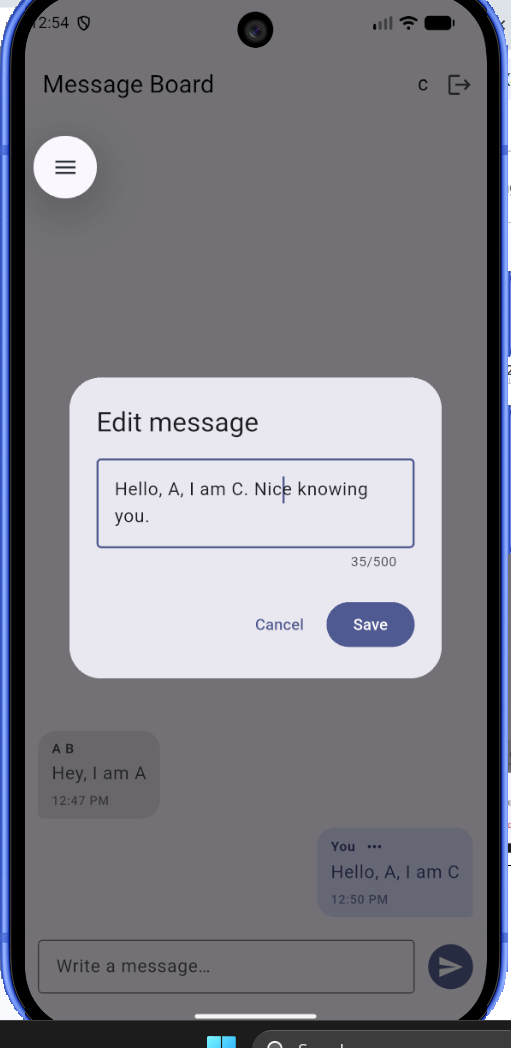 12:54
Message Board
C
Edit message
Hello, A, I am C. Nice knowing
you.
35/500
Cancel
Save
A B
Hey, I am A
12:47 PM
You •••
Hello, A, I am C
12:50 PM
Write a message…